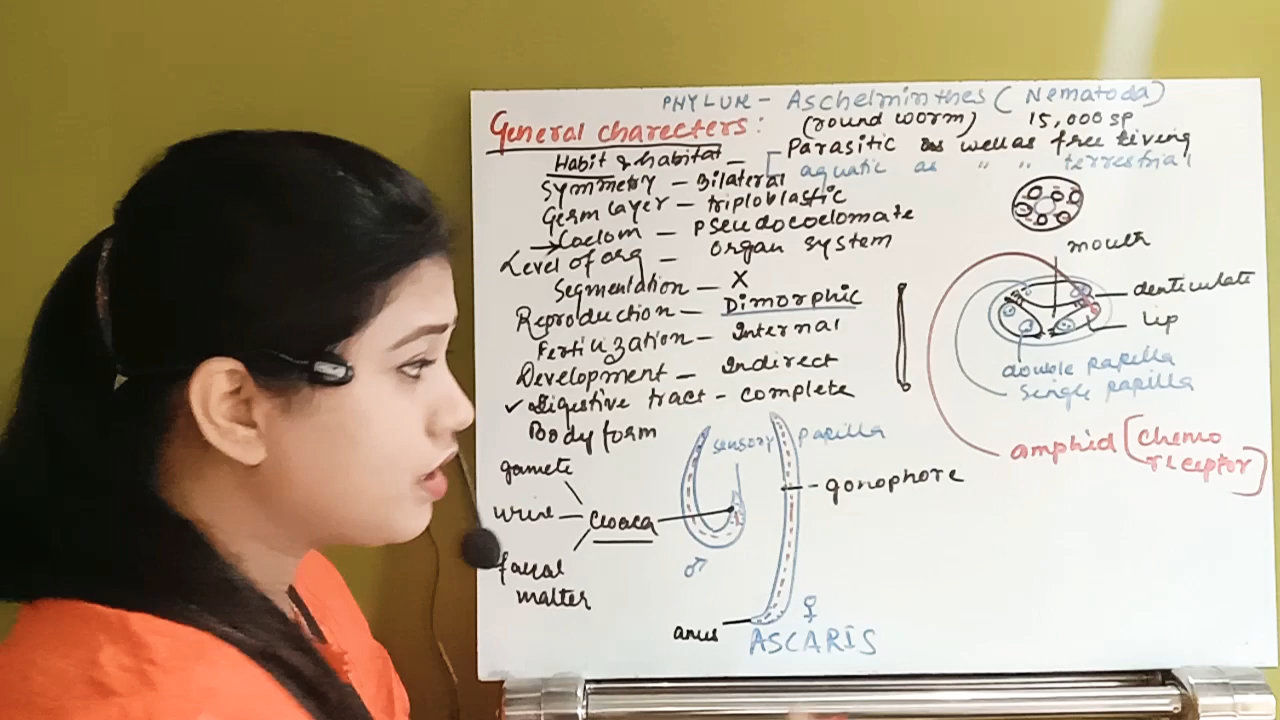 PHYLUM - Aschelminthes (Nematoda)
General charecters: (round worm) 15,000 sp
Habit & habitat - Parasitic as well as free living
aquatic as " " terrestrial
Symmetry - Bilateral
Germ layer - triploblastic
→ Coelom - pseudocoelomate
Level of org - organ system
Segmentation - X
Reproduction - Dimorphic
Fertilization - Internal
Development - Indirect
✓ Digestive tract - complete
Body form
mouth
denticulate
Lip
double papilla
single papilla
amphid [chemo
receptor]
sensory papilla
gonophore
gamete
urine
cloaca
faecal
matter
♂
♀
anus
ASCARIS